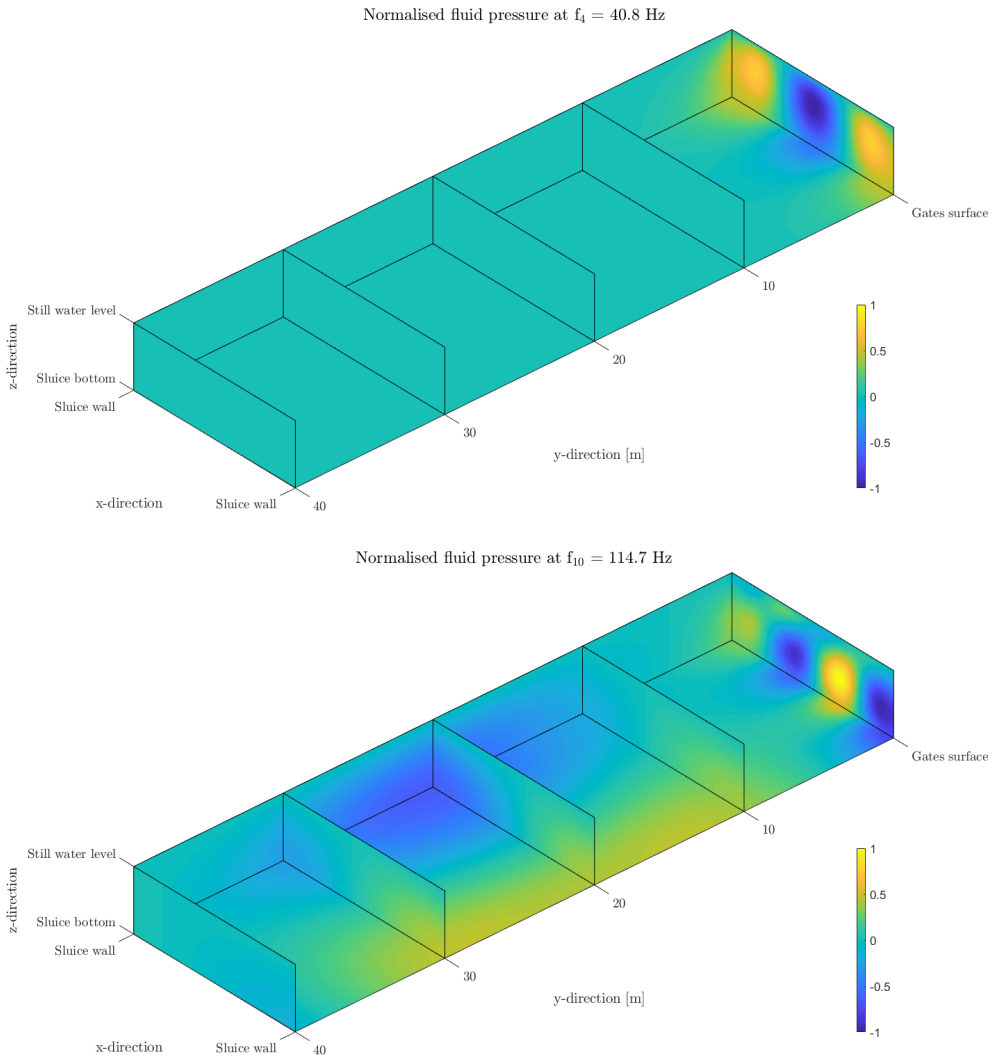 Normalised fluid pressure at f₄ = 40.8 Hz
Gates surface
10
Still water level
1
20
0.5
z-direction
Sluice bottom
0
Sluice wall
30
y-direction [m]
-0.5
-1
x-direction
Sluice wall
40
Normalised fluid pressure at f₁₀ = 114.7 Hz
Gates surface
10
Still water level
1
20
0.5
z-direction
Sluice bottom
0
Sluice wall
30
y-direction [m]
-0.5
-1
x-direction
Sluice wall
40